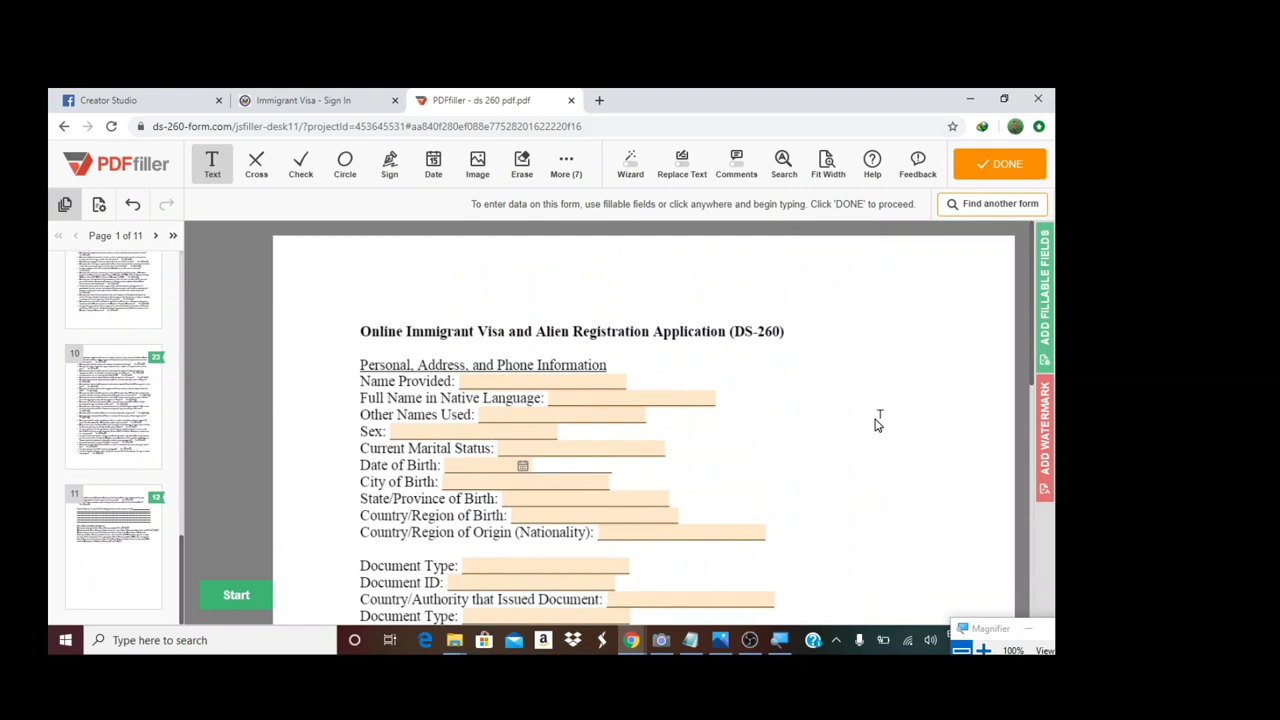 Creator Studio
Immigrant Visa - Sign In
PDFfiller - ds 260 pdf.pdf
ds-260-form.com/jsfiller-desk11/?projectId=453645531#aa840f280ef088e77528201622220f16
PDFfiller
Text
Cross
Check
Circle
Sign
Date
Image
Erase
More (7)
Wizard
Replace Text
Comments
Search
Fit Width
Help
Feedback
DONE
To enter data on this form, use fillable fields or click anywhere and begin typing. Click 'DONE' to proceed.
Find another form
Page 1 of 11
10
23
11
12
Start
Online Immigrant Visa and Alien Registration Application (DS-260)
Personal, Address, and Phone Information
Name Provided:
Full Name in Native Language:
Other Names Used:
Sex:
Current Marital Status:
Date of Birth:
City of Birth:
State/Province of Birth:
Country/Region of Birth:
Country/Region of Origin (Nationality):
Document Type:
Document ID:
Country/Authority that Issued Document:
Document Type:
ADD FILLABLE FIELDS
ADD WATERMARK
Magnifier
100%
View
Type here to search